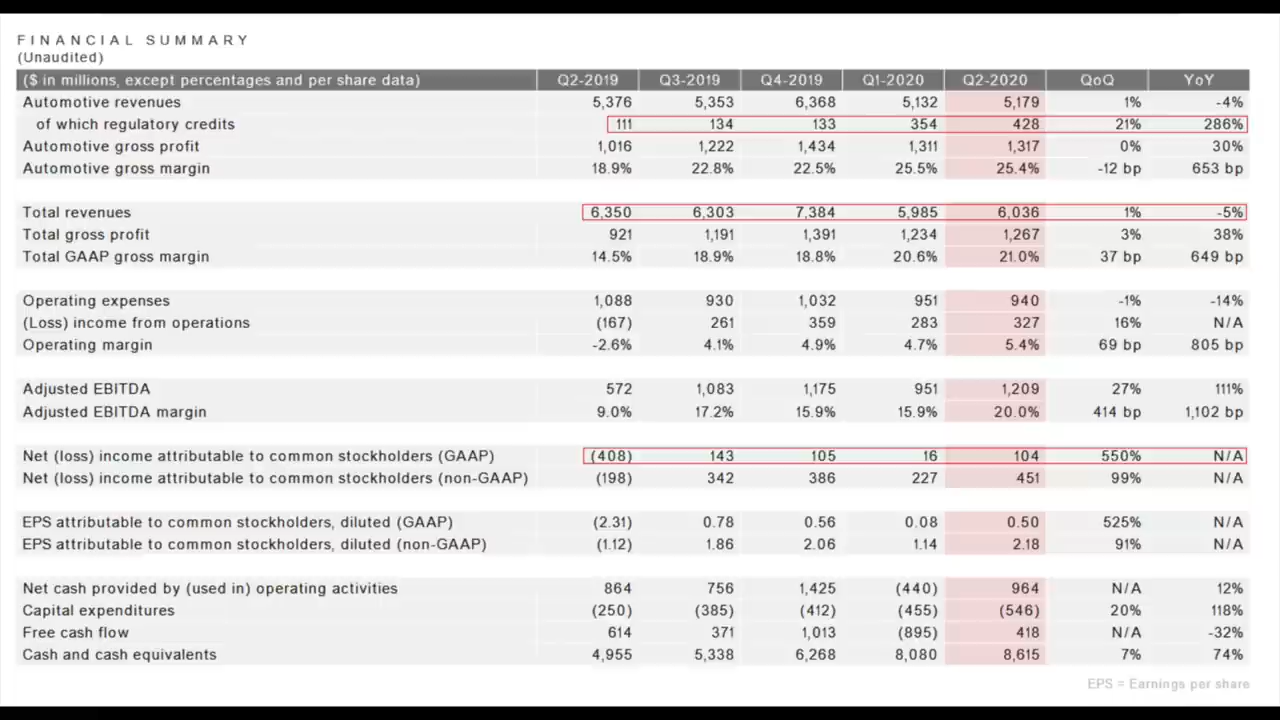 FINANCIAL SUMMARY
(Unaudited)
($ in millions, except percentages and per share data) Q2-2019 Q3-2019 Q4-2019 Q1-2020 Q2-2020 QoQ YoY
Automotive revenues 5,376 5,353 6,368 5,132 5,179 1% -4%
of which regulatory credits 111 134 133 354 428 21% 286%
Automotive gross profit 1,016 1,222 1,434 1,311 1,317 0% 30%
Automotive gross margin 18.9% 22.8% 22.5% 25.5% 25.4% -12 bp 653 bp
Total revenues 6,350 6,303 7,384 5,985 6,036 1% -5%
Total gross profit 921 1,191 1,391 1,234 1,267 3% 38%
Total GAAP gross margin 14.5% 18.9% 18.8% 20.6% 21.0% 37 bp 649 bp
Operating expenses 1,088 930 1,032 951 940 -1% -14%
(Loss) income from operations (167) 261 359 283 327 16% N/A
Operating margin -2.6% 4.1% 4.9% 4.7% 5.4% 69 bp 805 bp
Adjusted EBITDA 572 1,083 1,175 951 1,209 27% 111%
Adjusted EBITDA margin 9.0% 17.2% 15.9% 15.9% 20.0% 414 bp 1,102 bp
Net (loss) income attributable to common stockholders (GAAP) (408) 143 105 16 104 550% N/A
Net (loss) income attributable to common stockholders (non-GAAP) (198) 342 386 227 451 99% N/A
EPS attributable to common stockholders, diluted (GAAP) (2.31) 0.78 0.56 0.08 0.50 525% N/A
EPS attributable to common stockholders, diluted (non-GAAP) (1.12) 1.86 2.06 1.14 2.18 91% N/A
Net cash provided by (used in) operating activities 864 756 1,425 (440) 964 N/A 12%
Capital expenditures (250) (385) (412) (455) (546) 20% 118%
Free cash flow 614 371 1,013 (895) 418 N/A -32%
Cash and cash equivalents 4,955 5,338 6,268 8,080 8,615 7% 74%
EPS = Earnings per share